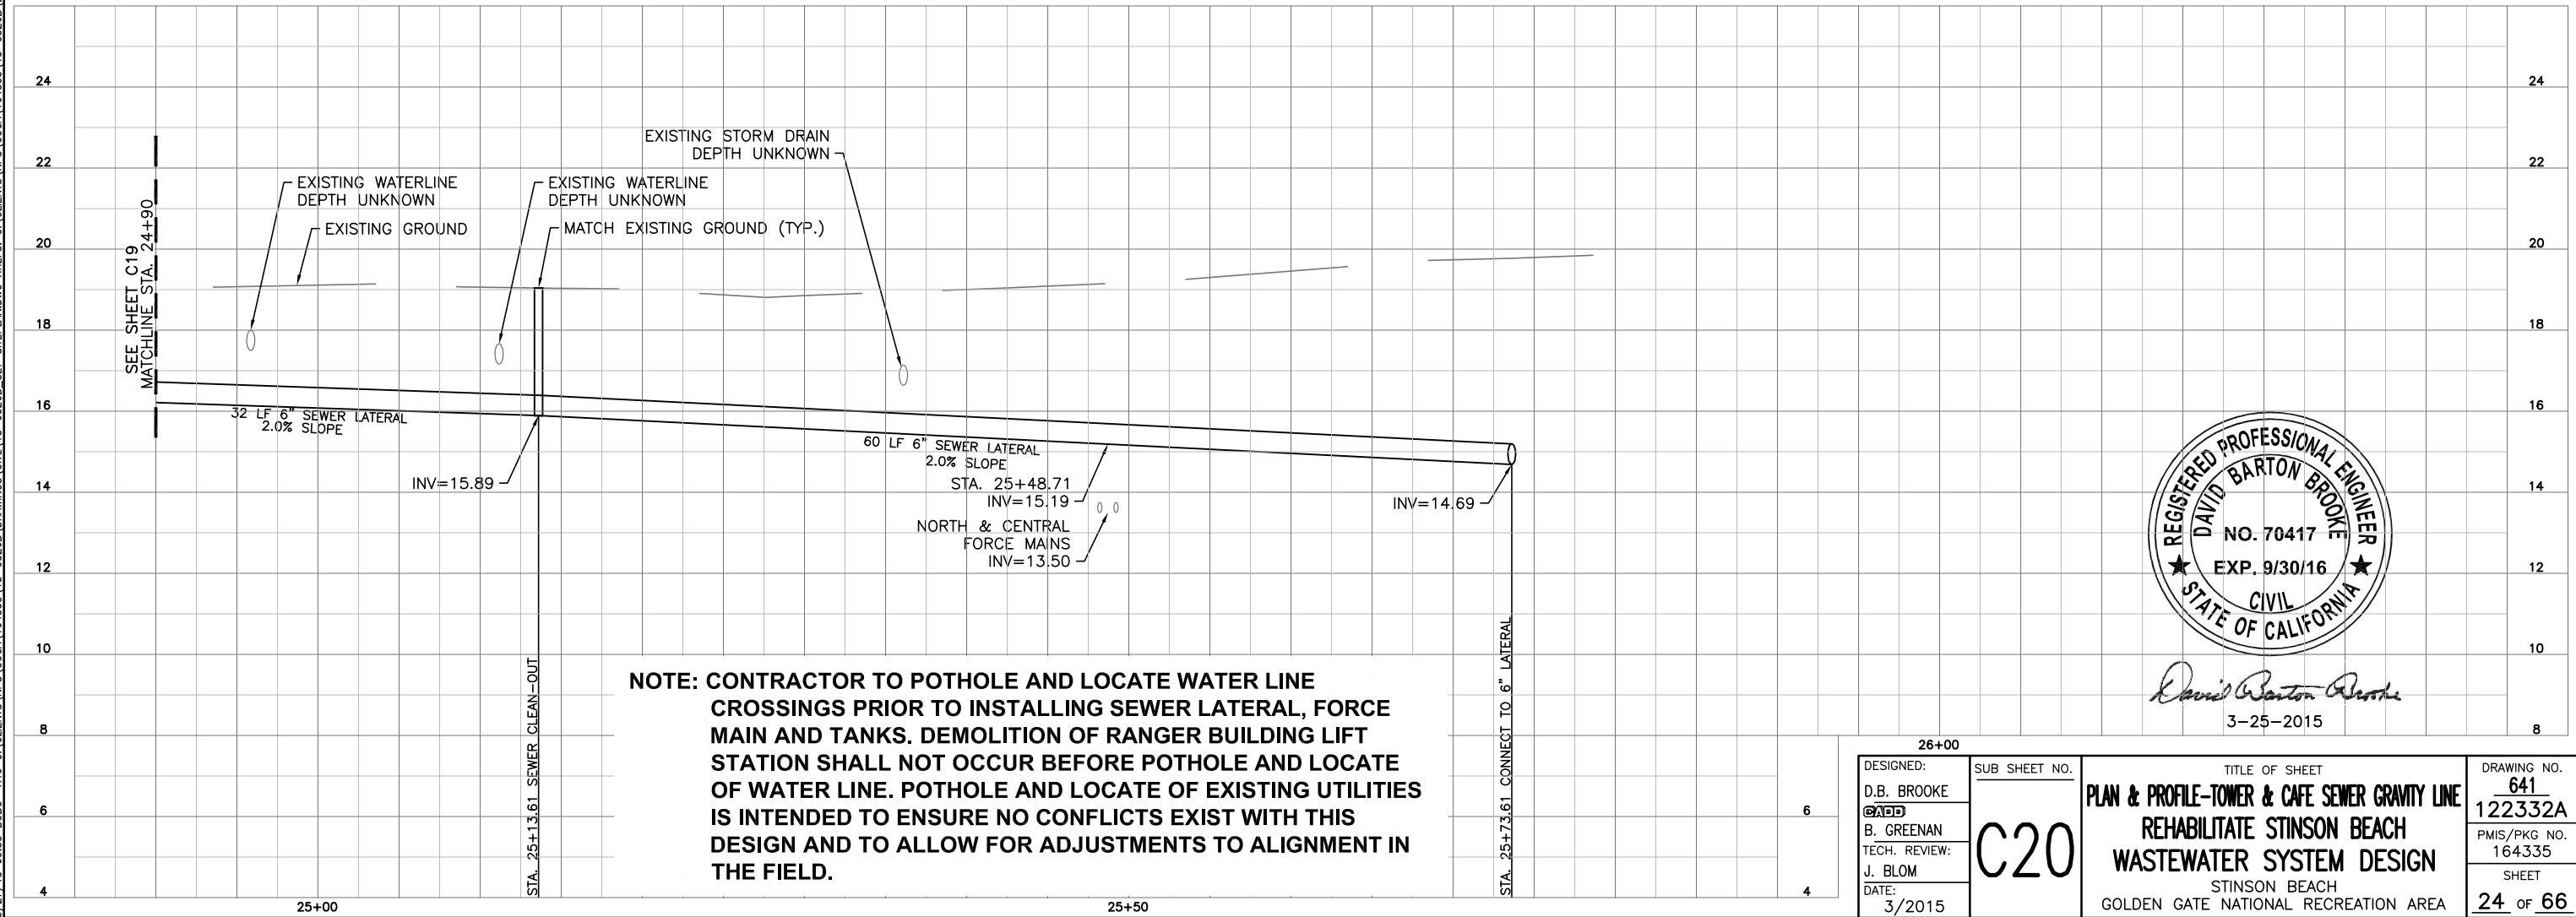 24
22
20
18
16
14
12
10
8
6
4
24
22
20
18
16
14
12
10
8
6
4
SEE SHEET C19
MATCHLINE STA. 24+90
EXISTING WATERLINE
DEPTH UNKNOWN
EXISTING GROUND
EXISTING WATERLINE
DEPTH UNKNOWN
MATCH EXISTING GROUND (TYP.)
EXISTING STORM DRAIN
DEPTH UNKNOWN
32 LF 6" SEWER LATERAL
2.0% SLOPE
INV=15.89
60 LF 6" SEWER LATERAL
2.0% SLOPE
STA. 25+48.71
INV=15.19
NORTH & CENTRAL
FORCE MAINS
INV=13.50
INV=14.69
STA. 25+13.61 SEWER CLEAN-OUT
STA. 25+73.61 CONNECT TO 6" LATERAL
NOTE: CONTRACTOR TO POTHOLE AND LOCATE WATER LINE
CROSSINGS PRIOR TO INSTALLING SEWER LATERAL, FORCE
MAIN AND TANKS. DEMOLITION OF RANGER BUILDING LIFT
STATION SHALL NOT OCCUR BEFORE POTHOLE AND LOCATE
OF WATER LINE. POTHOLE AND LOCATE OF EXISTING UTILITIES
IS INTENDED TO ENSURE NO CONFLICTS EXIST WITH THIS
DESIGN AND TO ALLOW FOR ADJUSTMENTS TO ALIGNMENT IN
THE FIELD.
25+00
25+50
26+00
REGISTERED PROFESSIONAL ENGINEER
DAVID BARTON BROOKE
NO. 70417
EXP. 9/30/16
CIVIL
STATE OF CALIFORNIA
David Barton Brooke
3-25-2015
DESIGNED:
D.B. BROOKE
CADD
B. GREENAN
TECH. REVIEW:
J. BLOM
DATE:
3/2015
SUB SHEET NO.
C20
TITLE OF SHEET
PLAN & PROFILE-TOWER & CAFE SEWER GRAVITY LINE
REHABILITATE STINSON BEACH
WASTEWATER SYSTEM DESIGN
STINSON BEACH
GOLDEN GATE NATIONAL RECREATION AREA
DRAWING NO.
641
122332A
PMIS/PKG NO.
164335
SHEET
24 OF 66